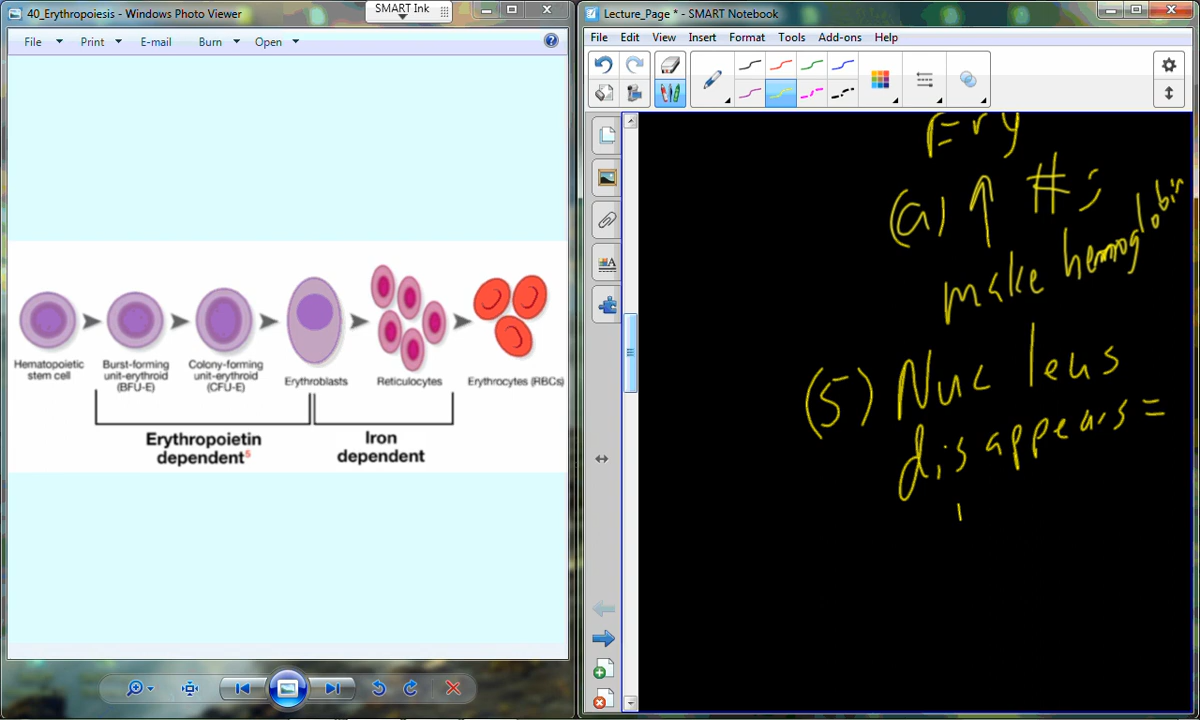 40_Erythropoiesis - Windows Photo Viewer
SMART Ink
File Print E-mail Burn Open
Hematopoietic
stem cell
Burst-forming
unit-erythroid
(BFU-E)
Colony-forming
unit-erythroid
(CFU-E)
Erythroblasts
Reticulocytes
Erythrocytes (RBCs)
Erythropoietin
dependent5
Iron
dependent
Lecture_Page * - SMART Notebook
File Edit View Insert Format Tools Add-ons Help
Ery
(a) ↑ #;
make hemoglobin
(5) Nucleus
disappears =